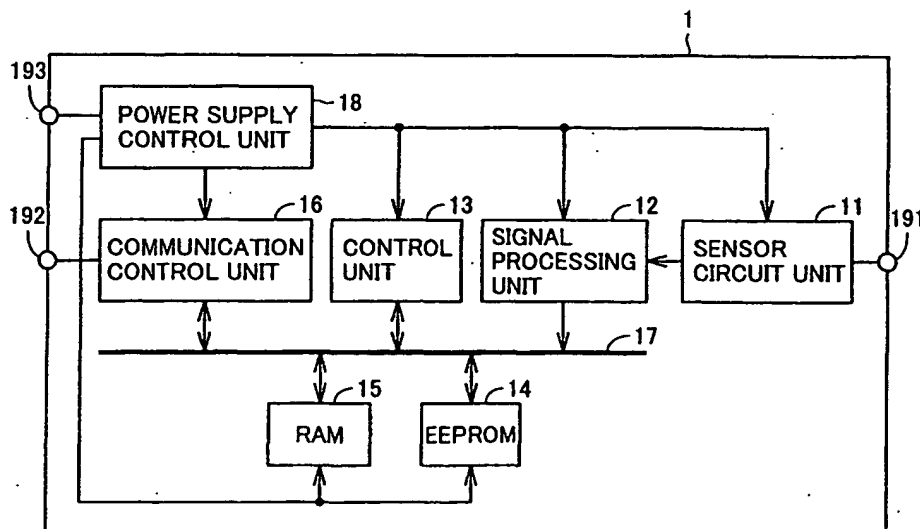 1
193
POWER SUPPLY
CONTROL UNIT
18
192
16
13
12
11
191
COMMUNICATION
CONTROL UNIT
CONTROL
UNIT
SIGNAL
PROCESSING
UNIT
SENSOR
CIRCUIT UNIT
17
15
14
RAM
EEPROM